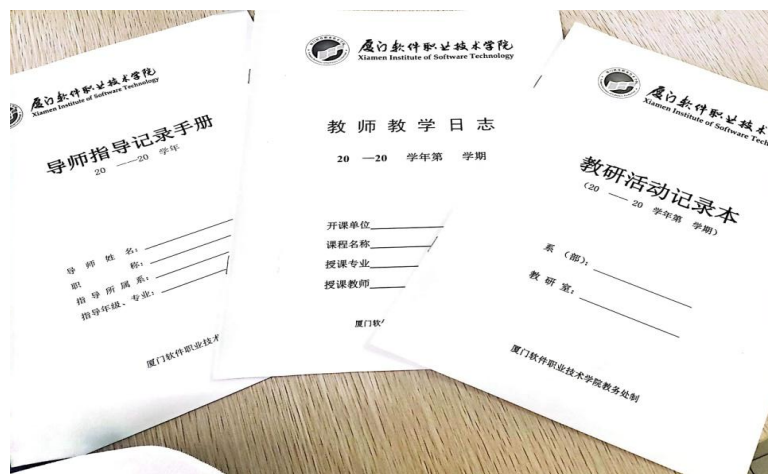 厦门软件职业技术学院
Xiamen Institute of Software Technology
导师指导记录手册
20 —20 学年
导 师 姓 名:
职 称:
指 导 所 属 系:
指导年级、专业:
厦门软件职业技术
厦门软件职业技术学院
Xiamen Institute of Software Technology
教 师 教 学 日 志
20 —20 学年第 学期
开课单位
课程名称
授课专业
授课教师
厦门软
厦门软件职业技术
Xiamen Institute of Software Tech
教研活动记录本
(20 — 20 学年第 学期)
系 (部):
教 研 室:
厦门软件职业技术学院教务处制